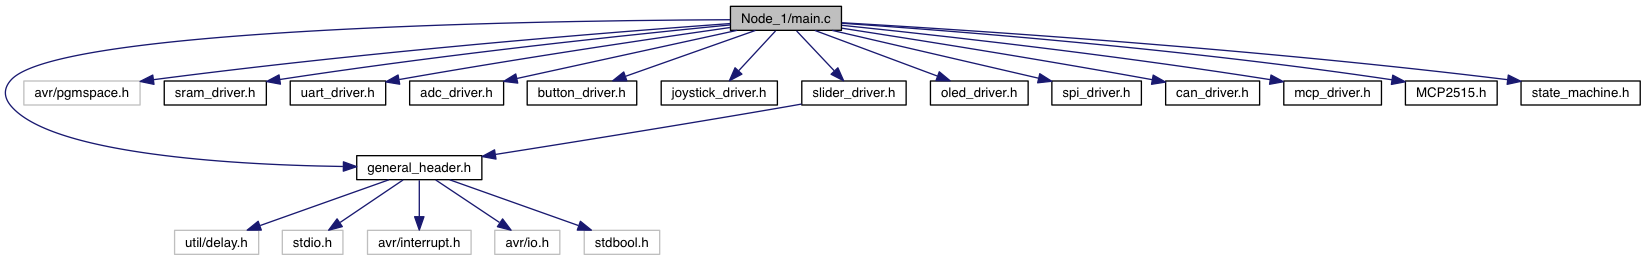 Node_1/main.c
avr/pgmspace.h
sram_driver.h
uart_driver.h
adc_driver.h
button_driver.h
joystick_driver.h
slider_driver.h
oled_driver.h
spi_driver.h
can_driver.h
mcp_driver.h
MCP2515.h
state_machine.h
general_header.h
util/delay.h
stdio.h
avr/interrupt.h
avr/io.h
stdbool.h